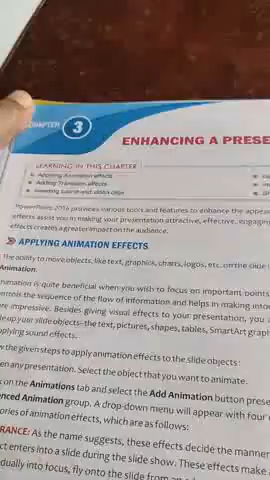 CHAPTER 3
ENHANCING A PRESE
LEARNING IN THIS CHAPTER
Applying Animation effects
Adding Transition effects
Inserting sound and video clips
PowerPoint 2016 provides various tools and features to enhance the appea
effects assist you in making your presentation attractive, effective, engaging
effects creates a greater impact on the audience.
APPLYING ANIMATION EFFECTS
The ability to move objects, like text, graphics, charts, logos, etc. on the slide
Animation.
nimation is quite beneficial when you wish to focus on important points
ntrols the sequence of the flow of information and helps in making
re impressive. Besides giving visual effects to your presentation, you
le up your slide objects-the text, pictures, shapes, tables, SmartArt graph
pplying sound effects.
w the given steps to apply animation effects to the slide objects:
en any presentation. Select the object that you want to animate.
k on the Animations tab and select the Add Animation button prese
nced Animation group. A drop-down menu will appear with four
ories of animation effects, which are as follows:
RANCE: As the name suggests, these effects decide the manner
ct enters into a slide during the slide show. These effects make
dually into focus, fly onto the slide from an